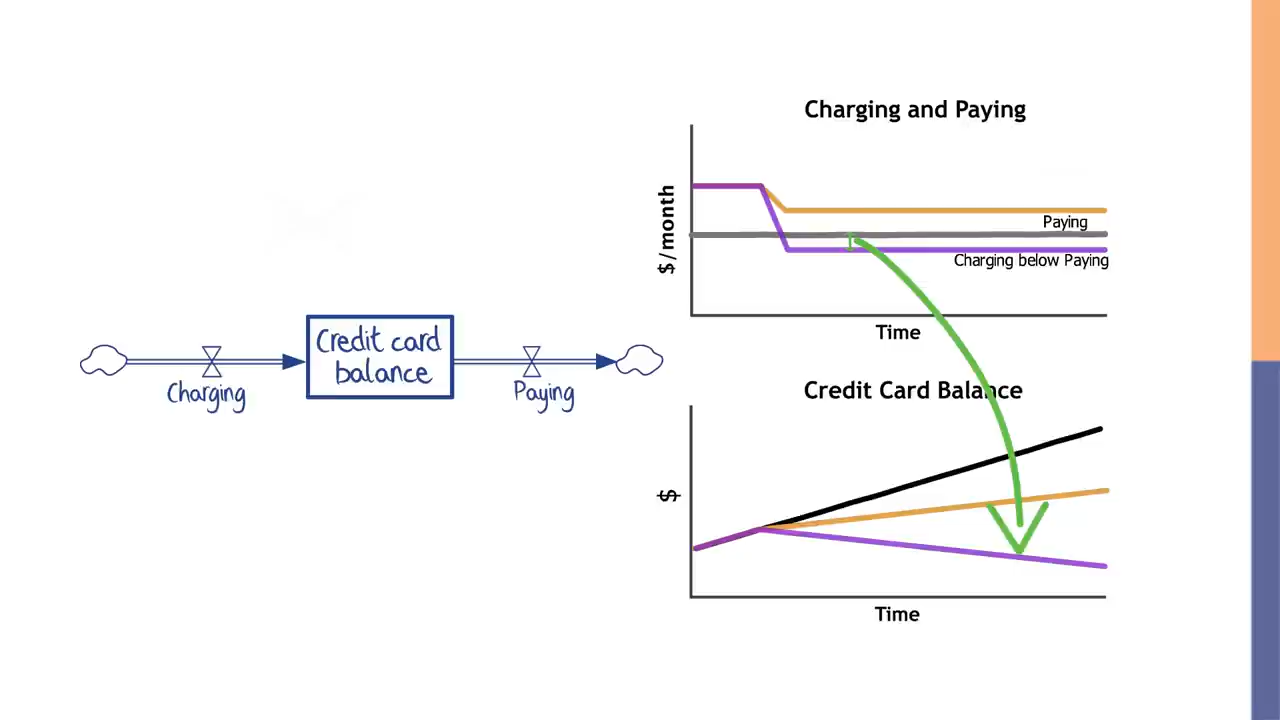 Charging
Credit card
balance
Paying
Charging and Paying
$/month
Paying
Charging below Paying
Time
Credit Card Balance
$
Time